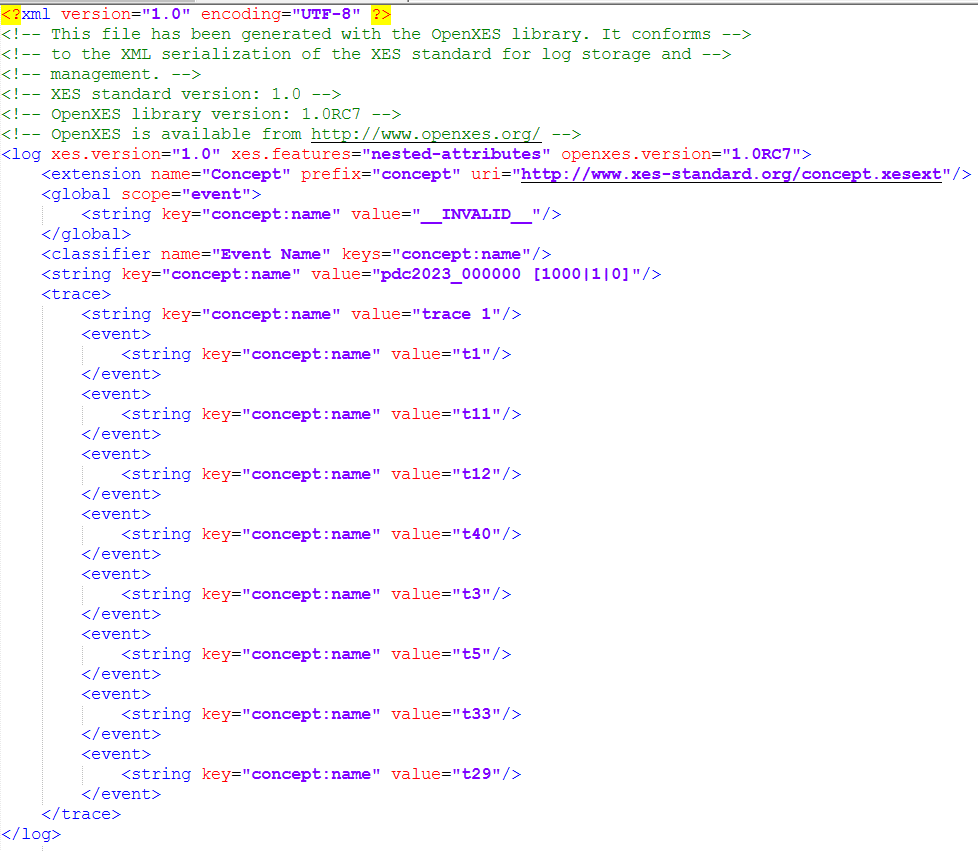 <?xml version="1.0" encoding="UTF-8" ?>
<!-- This file has been generated with the OpenXES library. It conforms -->
<!-- to the XML serialization of the XES standard for log storage and -->
<!-- management. -->
<!-- XES standard version: 1.0 -->
<!-- OpenXES library version: 1.0RC7 -->
<!-- OpenXES is available from http://www.openxes.org/ -->
<log xes.version="1.0" xes.features="nested-attributes" openxes.version="1.0RC7">
    <extension name="Concept" prefix="concept" uri="http://www.xes-standard.org/concept.xesext"/>
    <global scope="event">
        <string key="concept:name" value="__INVALID__"/>
    </global>
    <classifier name="Event Name" keys="concept:name"/>
    <string key="concept:name" value="pdc2023_000000 [1000|1|0]"/>
    <trace>
        <string key="concept:name" value="trace 1"/>
        <event>
            <string key="concept:name" value="t1"/>
        </event>
        <event>
            <string key="concept:name" value="t11"/>
        </event>
        <event>
            <string key="concept:name" value="t12"/>
        </event>
        <event>
            <string key="concept:name" value="t40"/>
        </event>
        <event>
            <string key="concept:name" value="t3"/>
        </event>
        <event>
            <string key="concept:name" value="t5"/>
        </event>
        <event>
            <string key="concept:name" value="t33"/>
        </event>
        <event>
            <string key="concept:name" value="t29"/>
        </event>
    </trace>
</log>